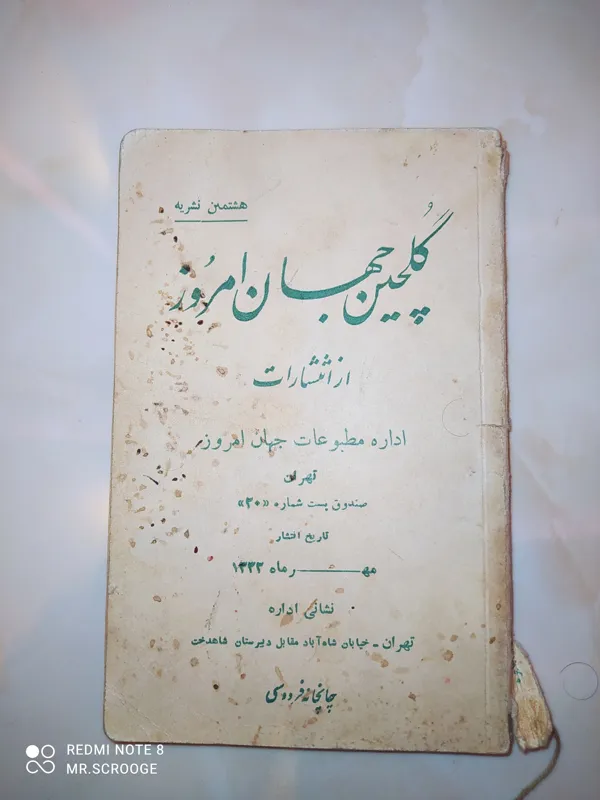 هشتمین نشریه
گلچین جهان امروز
از انتشارات
اداره مطبوعات جهان امروز
تهران
صندوق پست شماره «۳۰»
تاریخ انتشار
مهر ماه ۱۳۳۲
نشانی اداره
تهران - خیابان شاه‌آباد مقابل دبیرستان شاهدخت
چاپخانه فردوسی
REDMI NOTE 8
MR.SCROOGE